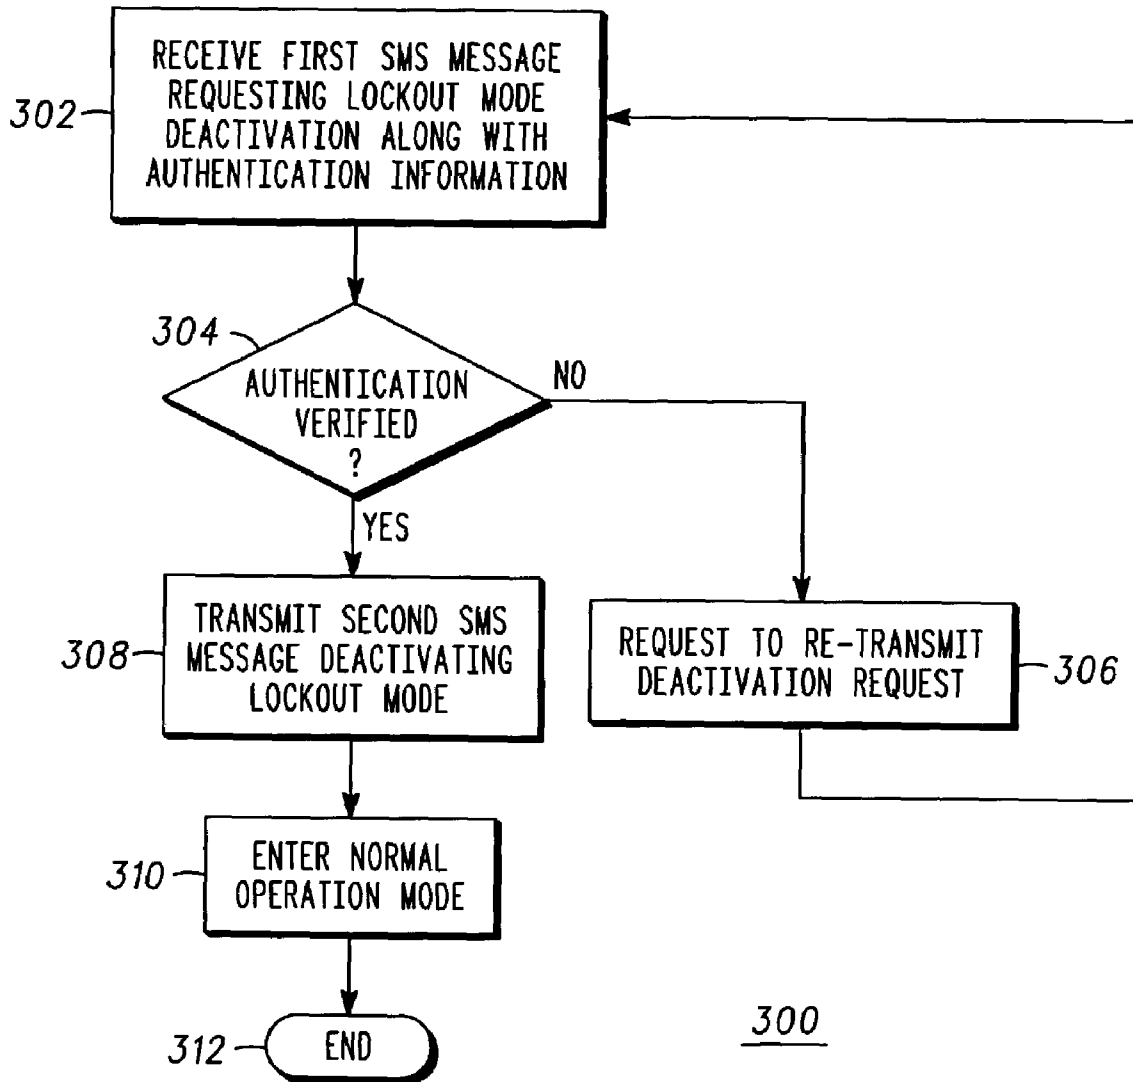 302
RECEIVE FIRST SMS MESSAGE
REQUESTING LOCKOUT MODE
DEACTIVATION ALONG WITH
AUTHENTICATION INFORMATION
304
AUTHENTICATION
VERIFIED
?
NO
YES
308
TRANSMIT SECOND SMS
MESSAGE DEACTIVATING
LOCKOUT MODE
REQUEST TO RE-TRANSMIT
DEACTIVATION REQUEST
306
310
ENTER NORMAL
OPERATION MODE
312
END
300